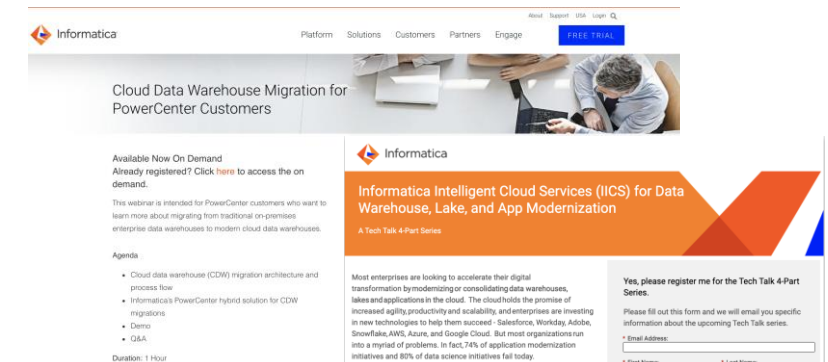 About Support USA Login
Informatica
Platform Solutions Customers Partners Engage FREE TRIAL
Cloud Data Warehouse Migration for
PowerCenter Customers
Available Now On Demand
Already registered? Click here to access the on
demand.
This webinar is intended for PowerCenter customers who want to
learn more about migrating from traditional on-premises
enterprise data warehouses to modern cloud data warehouses.
Agenda
• Cloud data warehouse (CDW) migration architecture and
process flow
• Informatica's PowerCenter hybrid solution for CDW
migrations
• Demo
• Q&A
Duration: 1 Hour
Informatica
Informatica Intelligent Cloud Services (IICS) for Data
Warehouse, Lake, and App Modernization
A Tech Talk 4-Part Series
Most enterprises are looking to accelerate their digital
transformation by modernizing or consolidating data warehouses,
lakes and applications in the cloud. The cloud holds the promise of
increased agility, productivity and scalability, and enterprises are investing
in new technologies to help them succeed - Salesforce, Workday, Adobe,
Snowflake, AWS, Azure, and Google Cloud. But most organizations run
into a myriad of problems. In fact, 74% of application modernization
initiatives and 80% of data science initiatives fail today.
Yes, please register me for the Tech Talk 4-Part
Series.
Please fill out this form and we will email you specific
information about the upcoming Tech Talk series.
* Email Address:
* First Name: * Last Name: